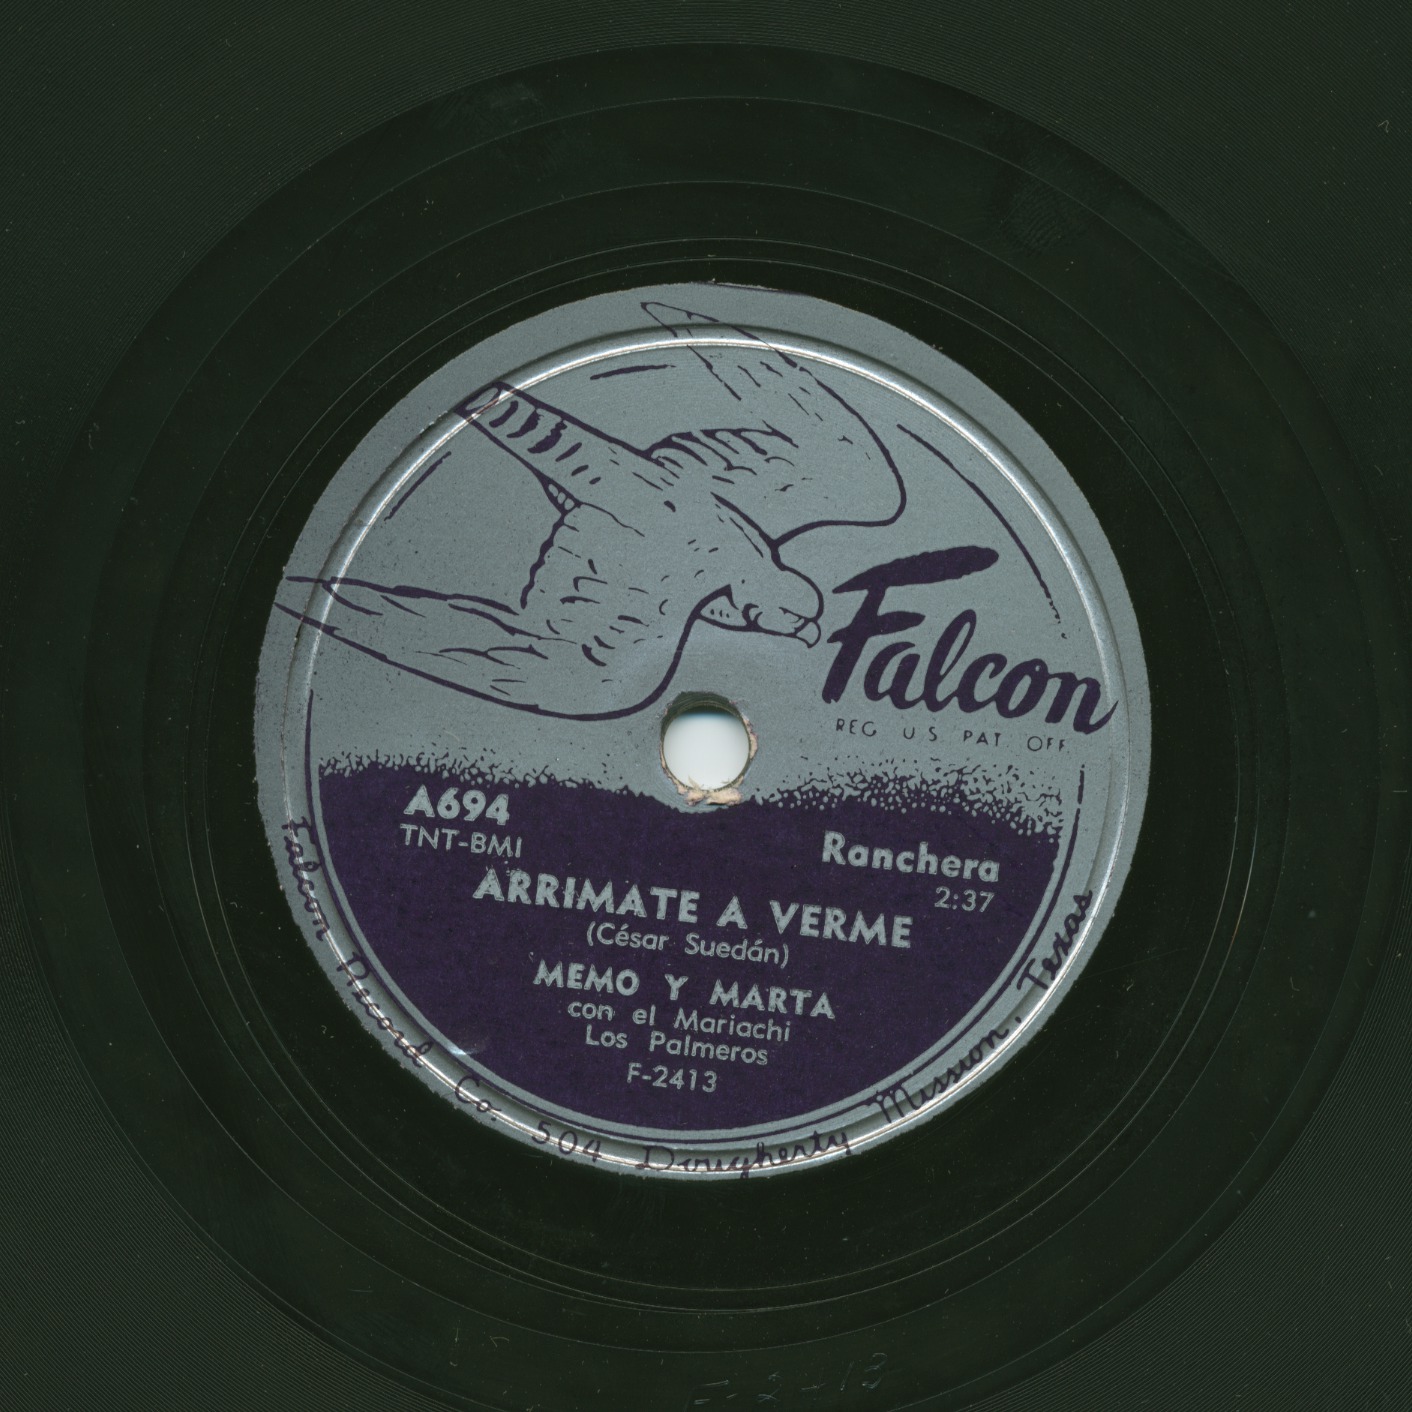 Falcon
REG U S PAT OFF
A694
TNT-BMI
Ranchera
2:37
ARRIMATE A VERME
(César Suedán)
MEMO Y MARTA
con el Mariachi
Los Palmeros
F-2413
Falcon Record Co. 504 Dougherty Mission, Texas